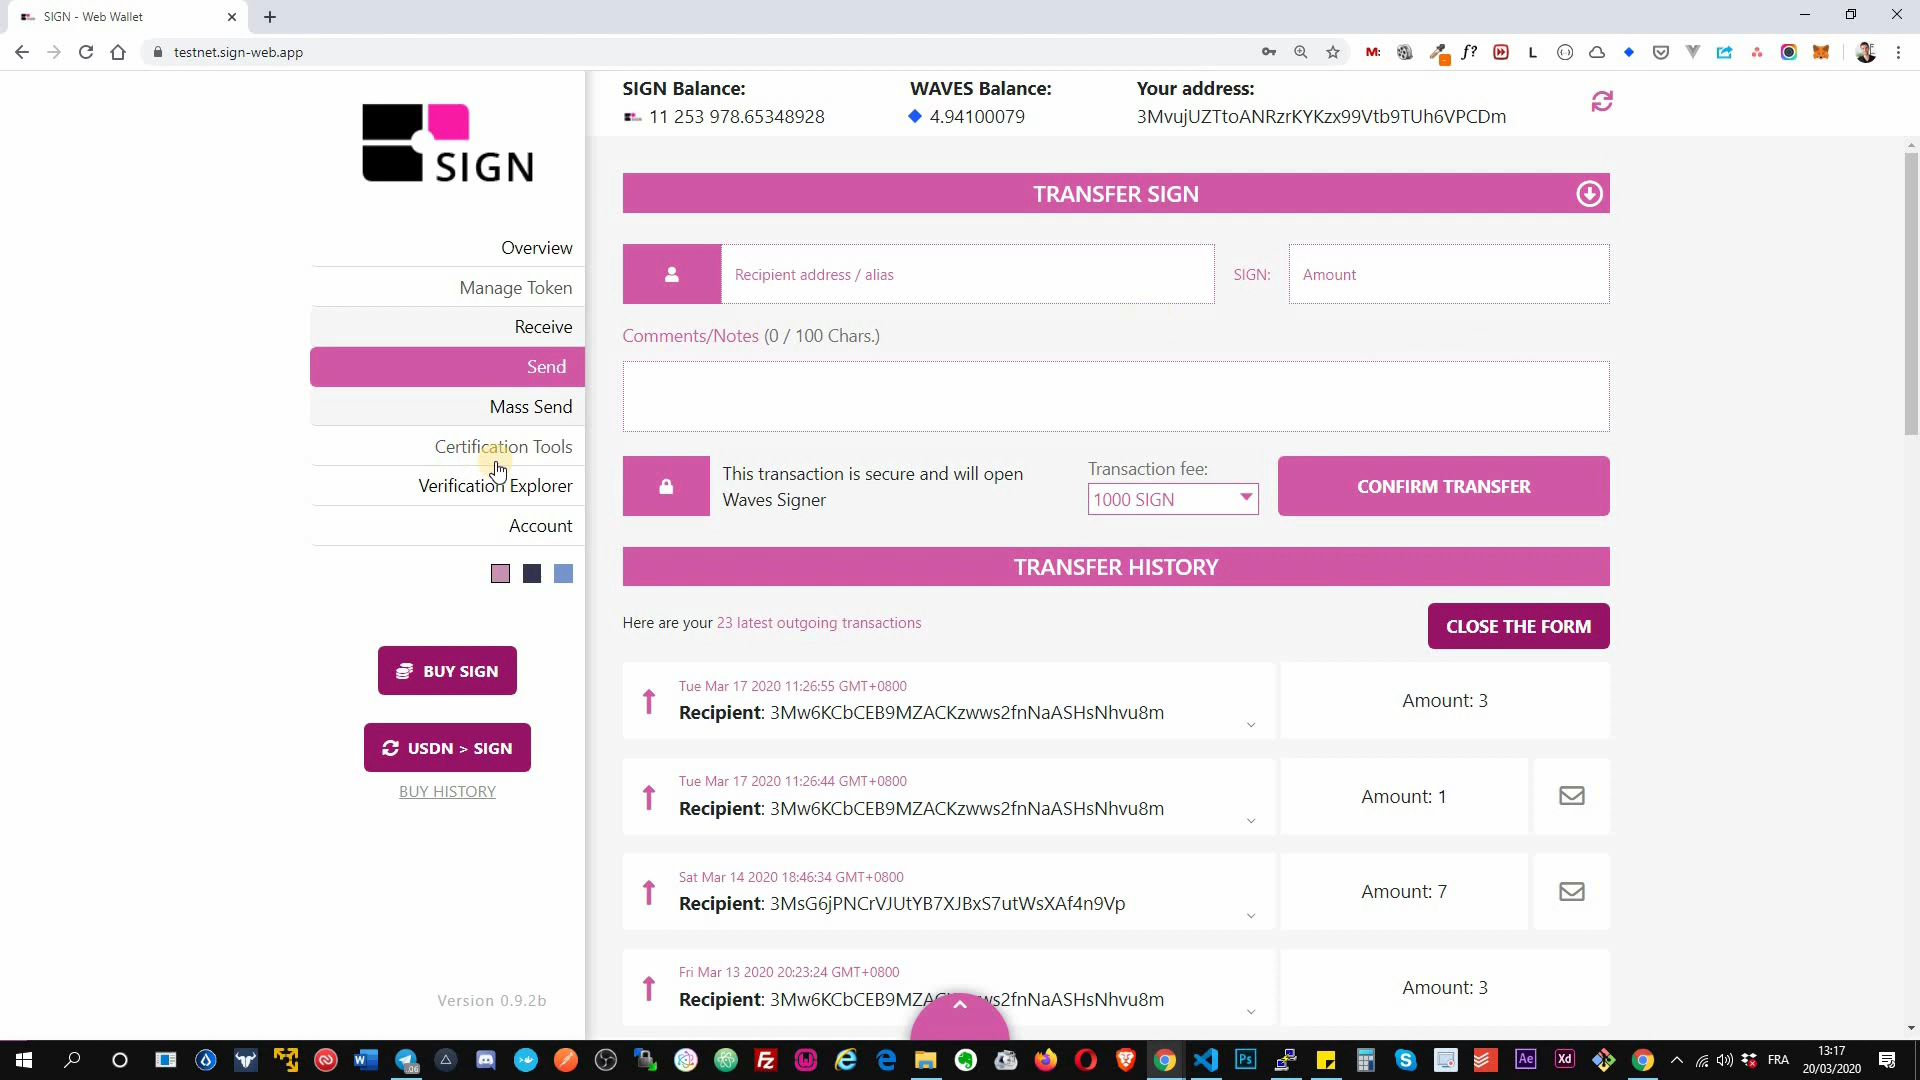 SIGN - Web Wallet
testnet.sign-web.app
SIGN
Overview
Manage Token
Receive
Send
Mass Send
Certification Tools
Verification Explorer
Account
BUY SIGN
USDN > SIGN
BUY HISTORY
Version 0.9.2b
SIGN Balance:
11 253 978.65348928
WAVES Balance:
4.94100079
Your address:
3MvujUZTtoANRzrKYKzx99Vtb9TUh6VPCDm
TRANSFER SIGN
Recipient address / alias
SIGN:
Amount
Comments/Notes (0 / 100 Chars.)
This transaction is secure and will open
Waves Signer
Transaction fee:
1000 SIGN
CONFIRM TRANSFER
TRANSFER HISTORY
Here are your 23 latest outgoing transactions
CLOSE THE FORM
Tue Mar 17 2020 11:26:55 GMT+0800
Recipient: 3Mw6KCbCEB9MZACKzwws2fnNaASHsNhvu8m
Amount: 3
Tue Mar 17 2020 11:26:44 GMT+0800
Recipient: 3Mw6KCbCEB9MZACKzwws2fnNaASHsNhvu8m
Amount: 1
Sat Mar 14 2020 18:46:34 GMT+0800
Recipient: 3MsG6jPNCrVJUtYB7XJBxS7utWsXAf4n9Vp
Amount: 7
Fri Mar 13 2020 20:23:24 GMT+0800
Recipient: 3Mw6KCbCEB9MZAC ws2fnNaASHsNhvu8m
Amount: 3
FRA
13:17
20/03/2020